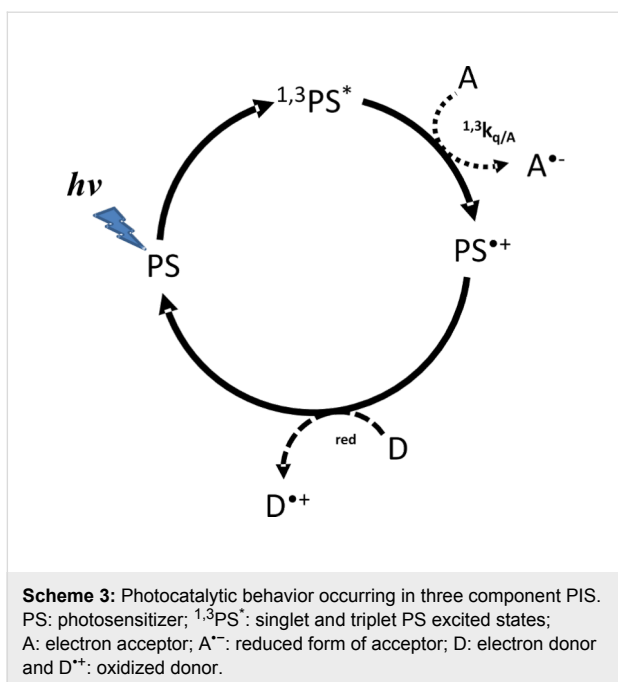 A
1,3PS*
1,3kq/A
A•-
hν
PS•+
PS
red
D
D•+
Scheme 3: Photocatalytic behavior occurring in three component PIS.
PS: photosensitizer; 1,3PS*: singlet and triplet PS excited states;
A: electron acceptor; A•−: reduced form of acceptor; D: electron donor
and D•+: oxidized donor.